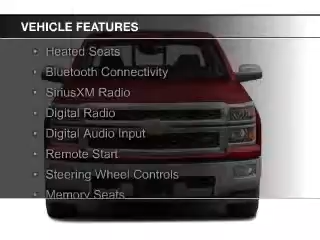 VEHICLE FEATURES
• Heated Seats
• Bluetooth Connectivity
• SiriusXM Radio
• Digital Radio
• Digital Audio Input
• Remote Start
• Steering Wheel Controls
• Memory Seats